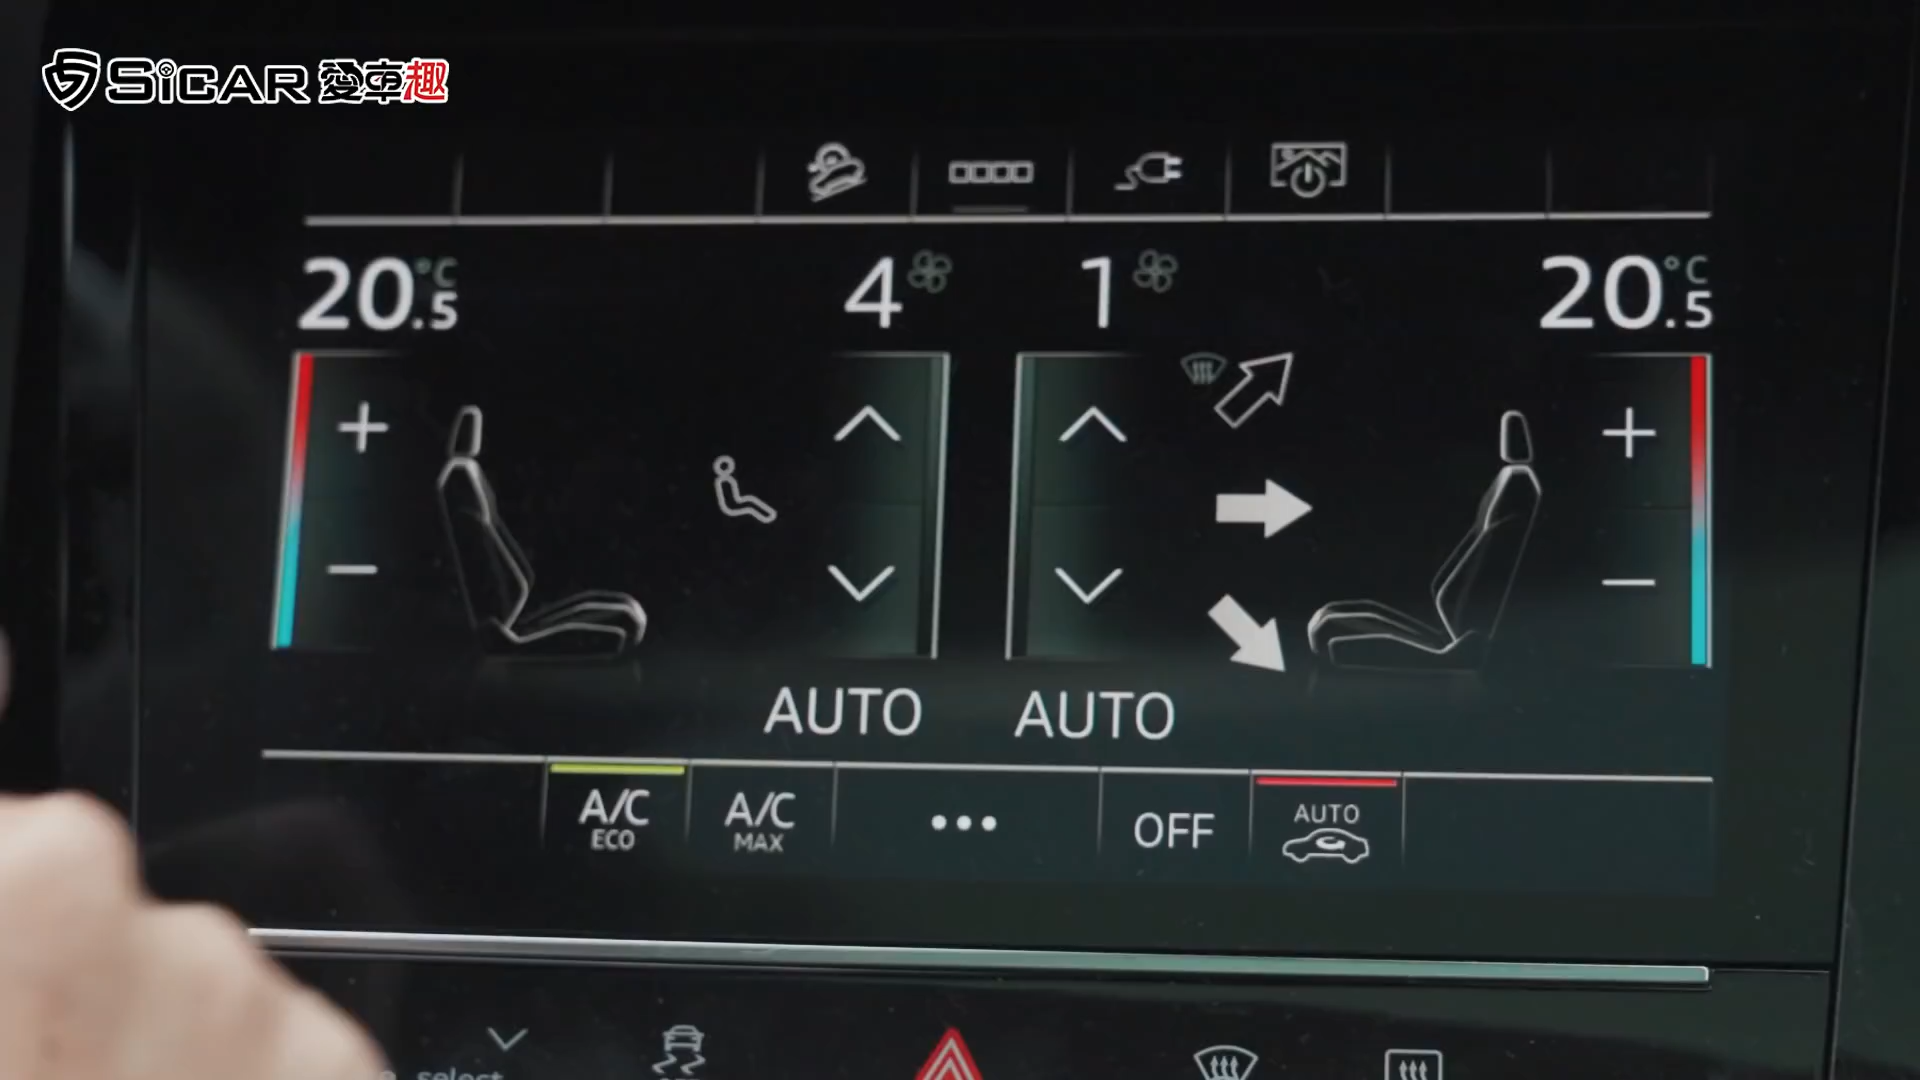 SiCAR 愛車趣
20.5 °C
4
1
20.5 °C
AUTO
AUTO
A/C ECO
A/C MAX
OFF
AUTO
select